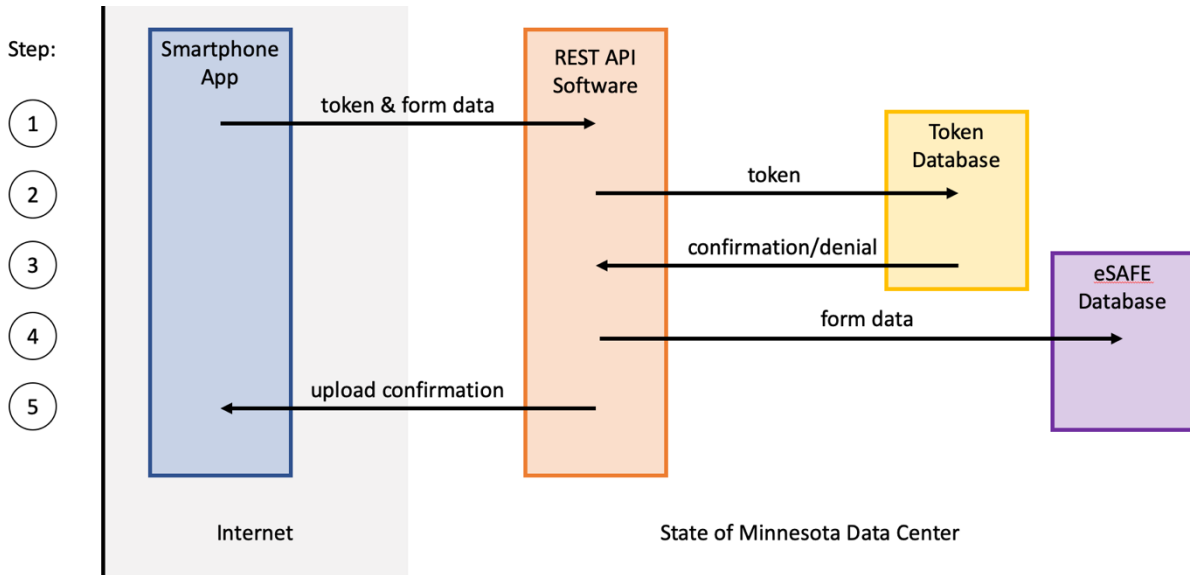 Step:
Smartphone
App
REST API
Software
1
token & form data
Token
Database
2
token
3
confirmation/denial
eSAFE
Database
4
form data
5
upload confirmation
Internet
State of Minnesota Data Center